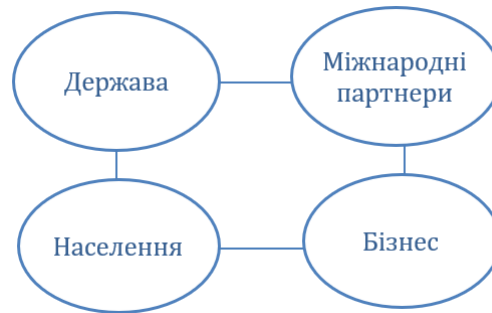 Держава
Міжнародні
партнери
Населення
Бізнес